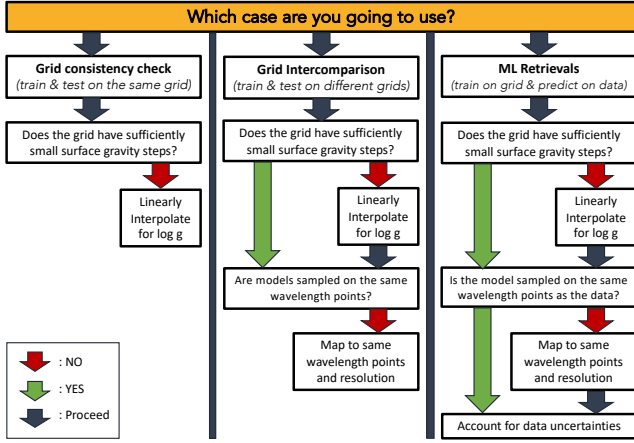 Which case are you going to use?
Grid consistency check
(train & test on the same grid)
Does the grid have sufficiently
small surface gravity steps?
Linearly
Interpolate
for log g
Grid Intercomparison
(train & test on different grids)
Does the grid have sufficiently
small surface gravity steps?
Linearly
Interpolate
for log g
Are models sampled on the same
wavelength points?
Map to same
wavelength points
and resolution
ML Retrievals
(train on grid & predict on data)
Does the grid have sufficiently
small surface gravity steps?
Linearly
Interpolate
for log g
Is the model sampled on the same
wavelength points as the data?
Map to same
wavelength points
and resolution
Account for data uncertainties
: NO
: YES
: Proceed